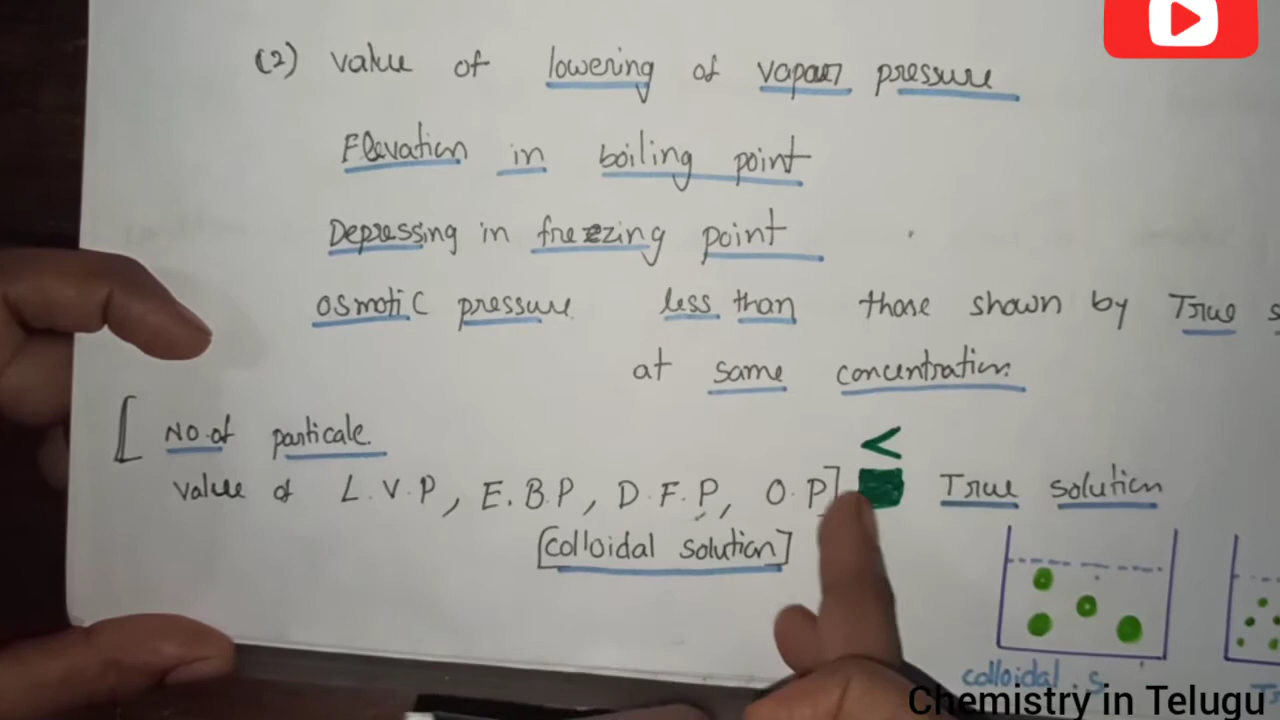 (2) value of lowering of vapour pressure
Elevation in boiling point
Depressing in freezing point
osmotic pressure less than those shown by True s
at same concentration
[ No. of particale.
value of L.V.P, E.B.P, D.F.P, O.P] < True solution
[colloidal solution]
colloidal . s
Chemistry in Telugu